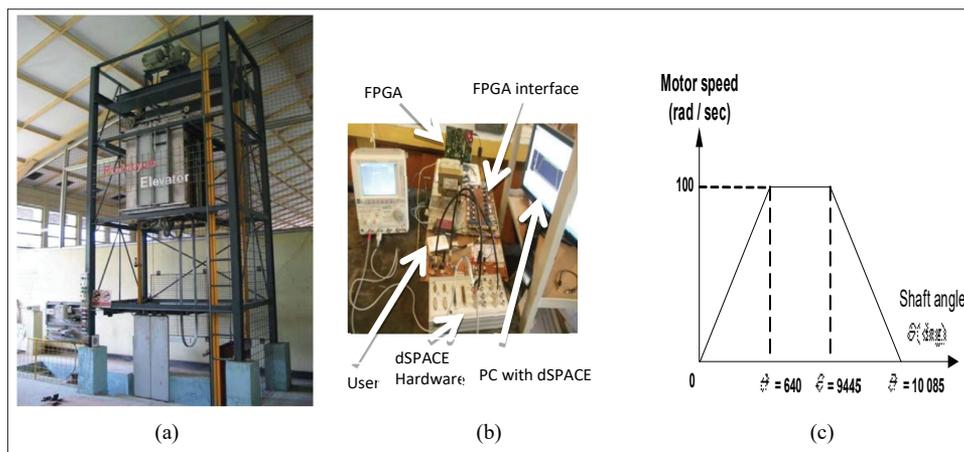 Prototype
Elevator
(a)
FPGA
FPGA interface
User
dSPACE
Hardware
PC with dSPACE
(b)
Motor speed
(rad / sec)
100
0
Shaft angle
= 640
= 9445
= 10 085
(c)